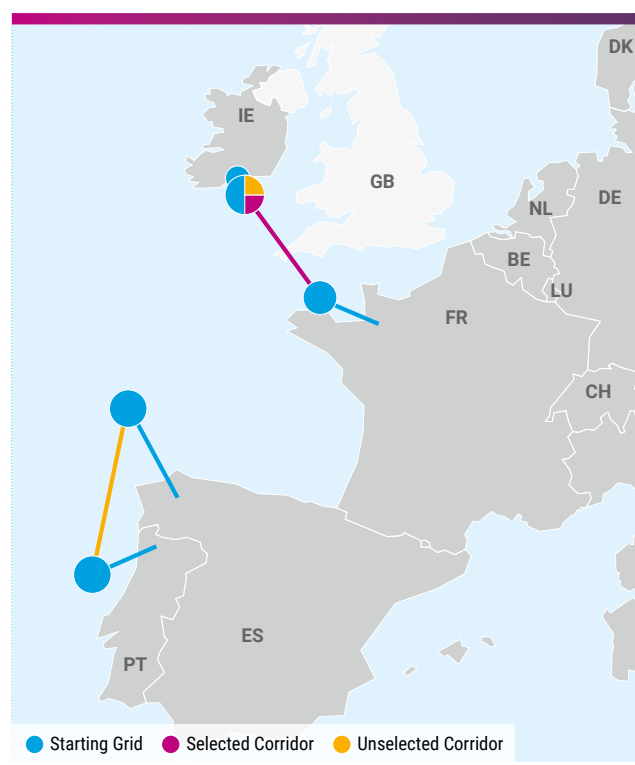 DK
IE
GB
DE
NL
BE
LU
FR
CH
ES
PT
Starting Grid Selected Corridor Unselected Corridor